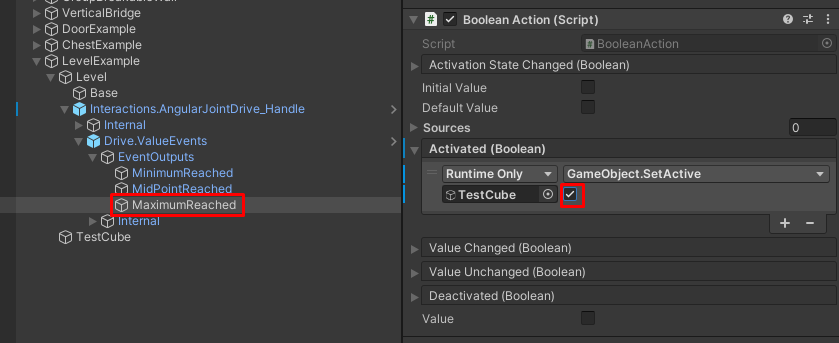 GroupBreakableExample
VerticalBridge
DoorExample
ChestExample
LevelExample
Level
Base
Interactions.AngularJointDrive_Handle
Internal
Drive.ValueEvents
EventOutputs
MinimumReached
MidPointReached
MaximumReached
Internal
TestCube
Boolean Action (Script)
Script
BooleanAction
Activation State Changed (Boolean)
Initial Value
Default Value
Sources
0
Activated (Boolean)
Runtime Only
GameObject.SetActive
TestCube
Value Changed (Boolean)
Value Unchanged (Boolean)
Deactivated (Boolean)
Value